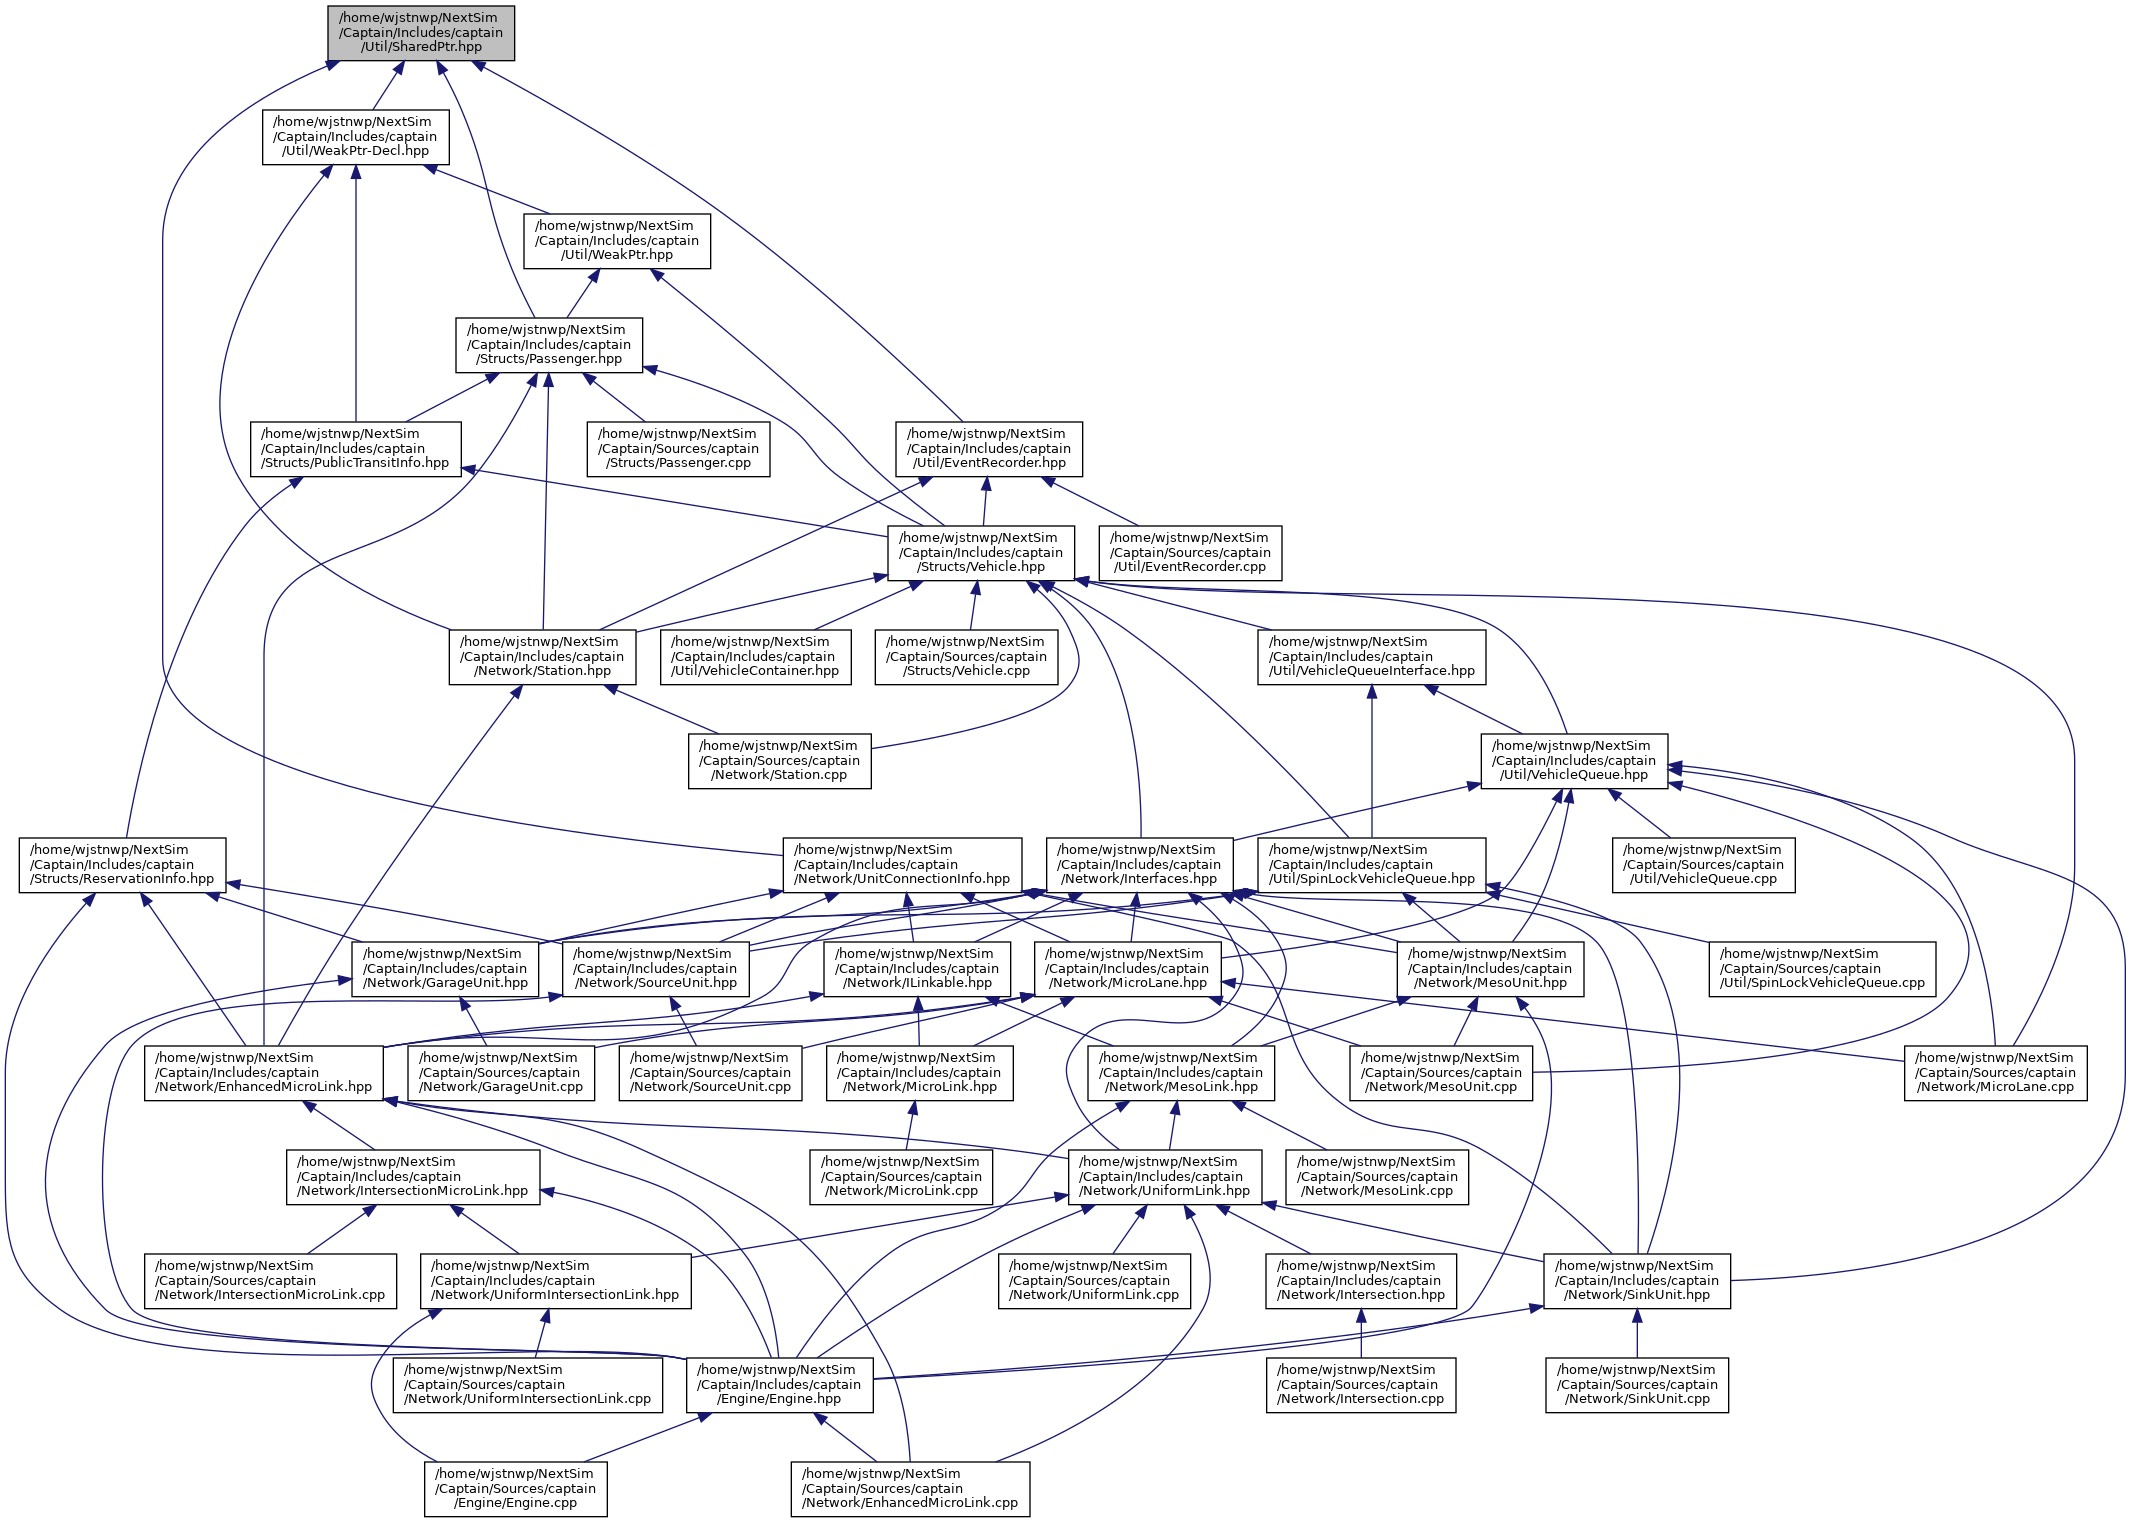 /home/wjstnwp/NextSim
/Captain/Includes/captain
/Util/SharedPtr.hpp
/home/wjstnwp/NextSim
/Captain/Includes/captain
/Util/WeakPtr-Decl.hpp
/home/wjstnwp/NextSim
/Captain/Includes/captain
/Util/WeakPtr.hpp
/home/wjstnwp/NextSim
/Captain/Includes/captain
/Structs/Passenger.hpp
/home/wjstnwp/NextSim
/Captain/Includes/captain
/Structs/PublicTransitInfo.hpp
/home/wjstnwp/NextSim
/Captain/Sources/captain
/Structs/Passenger.cpp
/home/wjstnwp/NextSim
/Captain/Includes/captain
/Util/EventRecorder.hpp
/home/wjstnwp/NextSim
/Captain/Includes/captain
/Structs/Vehicle.hpp
/home/wjstnwp/NextSim
/Captain/Sources/captain
/Util/EventRecorder.cpp
/home/wjstnwp/NextSim
/Captain/Includes/captain
/Network/Station.hpp
/home/wjstnwp/NextSim
/Captain/Includes/captain
/Util/VehicleContainer.hpp
/home/wjstnwp/NextSim
/Captain/Sources/captain
/Structs/Vehicle.cpp
/home/wjstnwp/NextSim
/Captain/Includes/captain
/Util/VehicleQueueInterface.hpp
/home/wjstnwp/NextSim
/Captain/Sources/captain
/Network/Station.cpp
/home/wjstnwp/NextSim
/Captain/Includes/captain
/Util/VehicleQueue.hpp
/home/wjstnwp/NextSim
/Captain/Includes/captain
/Structs/ReservationInfo.hpp
/home/wjstnwp/NextSim
/Captain/Includes/captain
/Network/UnitConnectionInfo.hpp
/home/wjstnwp/NextSim
/Captain/Includes/captain
/Network/Interfaces.hpp
/home/wjstnwp/NextSim
/Captain/Includes/captain
/Util/SpinLockVehicleQueue.hpp
/home/wjstnwp/NextSim
/Captain/Sources/captain
/Util/VehicleQueue.cpp
/home/wjstnwp/NextSim
/Captain/Includes/captain
/Network/GarageUnit.hpp
/home/wjstnwp/NextSim
/Captain/Includes/captain
/Network/SourceUnit.hpp
/home/wjstnwp/NextSim
/Captain/Includes/captain
/Network/ILinkable.hpp
/home/wjstnwp/NextSim
/Captain/Includes/captain
/Network/MicroLane.hpp
/home/wjstnwp/NextSim
/Captain/Includes/captain
/Network/MesoUnit.hpp
/home/wjstnwp/NextSim
/Captain/Sources/captain
/Util/SpinLockVehicleQueue.cpp
/home/wjstnwp/NextSim
/Captain/Includes/captain
/Network/EnhancedMicroLink.hpp
/home/wjstnwp/NextSim
/Captain/Sources/captain
/Network/GarageUnit.cpp
/home/wjstnwp/NextSim
/Captain/Sources/captain
/Network/SourceUnit.cpp
/home/wjstnwp/NextSim
/Captain/Includes/captain
/Network/MicroLink.hpp
/home/wjstnwp/NextSim
/Captain/Includes/captain
/Network/MesoLink.hpp
/home/wjstnwp/NextSim
/Captain/Sources/captain
/Network/MesoUnit.cpp
/home/wjstnwp/NextSim
/Captain/Sources/captain
/Network/MicroLane.cpp
/home/wjstnwp/NextSim
/Captain/Includes/captain
/Network/IntersectionMicroLink.hpp
/home/wjstnwp/NextSim
/Captain/Sources/captain
/Network/MicroLink.cpp
/home/wjstnwp/NextSim
/Captain/Includes/captain
/Network/UniformLink.hpp
/home/wjstnwp/NextSim
/Captain/Sources/captain
/Network/MesoLink.cpp
/home/wjstnwp/NextSim
/Captain/Sources/captain
/Network/IntersectionMicroLink.cpp
/home/wjstnwp/NextSim
/Captain/Includes/captain
/Network/UniformIntersectionLink.hpp
/home/wjstnwp/NextSim
/Captain/Sources/captain
/Network/UniformLink.cpp
/home/wjstnwp/NextSim
/Captain/Includes/captain
/Network/Intersection.hpp
/home/wjstnwp/NextSim
/Captain/Includes/captain
/Network/SinkUnit.hpp
/home/wjstnwp/NextSim
/Captain/Sources/captain
/Network/UniformIntersectionLink.cpp
/home/wjstnwp/NextSim
/Captain/Includes/captain
/Engine/Engine.hpp
/home/wjstnwp/NextSim
/Captain/Sources/captain
/Network/Intersection.cpp
/home/wjstnwp/NextSim
/Captain/Sources/captain
/Network/SinkUnit.cpp
/home/wjstnwp/NextSim
/Captain/Sources/captain
/Engine/Engine.cpp
/home/wjstnwp/NextSim
/Captain/Sources/captain
/Network/EnhancedMicroLink.cpp